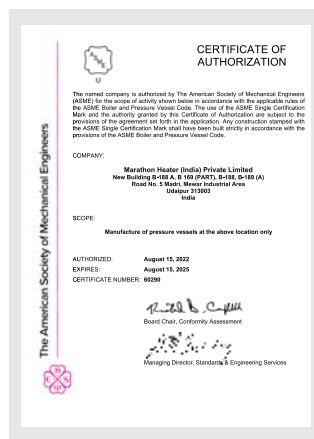 CERTIFICATE OF
AUTHORIZATION
The named company is authorized by The American Society of Mechanical Engineers
(ASME) for the scope of activity shown below in accordance with the applicable rules of
the ASME Boiler and Pressure Vessel Code. The use of the ASME Single Certification
Mark and the authority granted by this Certificate of Authorization are subject to the
provisions of the agreement set forth in the application. Any construction stamped with
the ASME Single Certification Mark shall have been built strictly in accordance with the
provisions of the ASME Boiler and Pressure Vessel Code.
COMPANY:
Marathon Heater (India) Private Limited
New Building B-188 A, B 169 (PART), B-188, B-189 (A)
Road No. 5 Madri, Mewar Industrial Area
Udaipur 313003
India
SCOPE:
Manufacture of pressure vessels at the above location only
AUTHORIZED: August 15, 2022
EXPIRES: August 15, 2025
CERTIFICATE NUMBER: 60290
Board Chair, Conformity Assessment
Managing Director, Standards & Engineering Services
The American Society of Mechanical Engineers